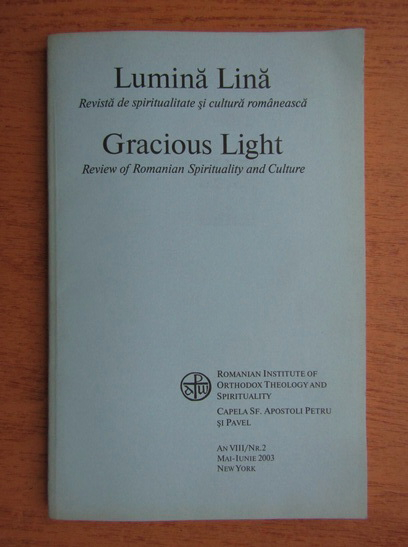 Lumină Lină
Revistă de spiritualitate și cultură românească
Gracious Light
Review of Romanian Spirituality and Culture
ROMANIAN INSTITUTE OF
ORTHODOX THEOLOGY AND
SPIRITUALITY
CAPELA SF. APOSTOLI PETRU
ȘI PAVEL
AN VIII/NR.2
MAI-IUNIE 2003
NEW YORK